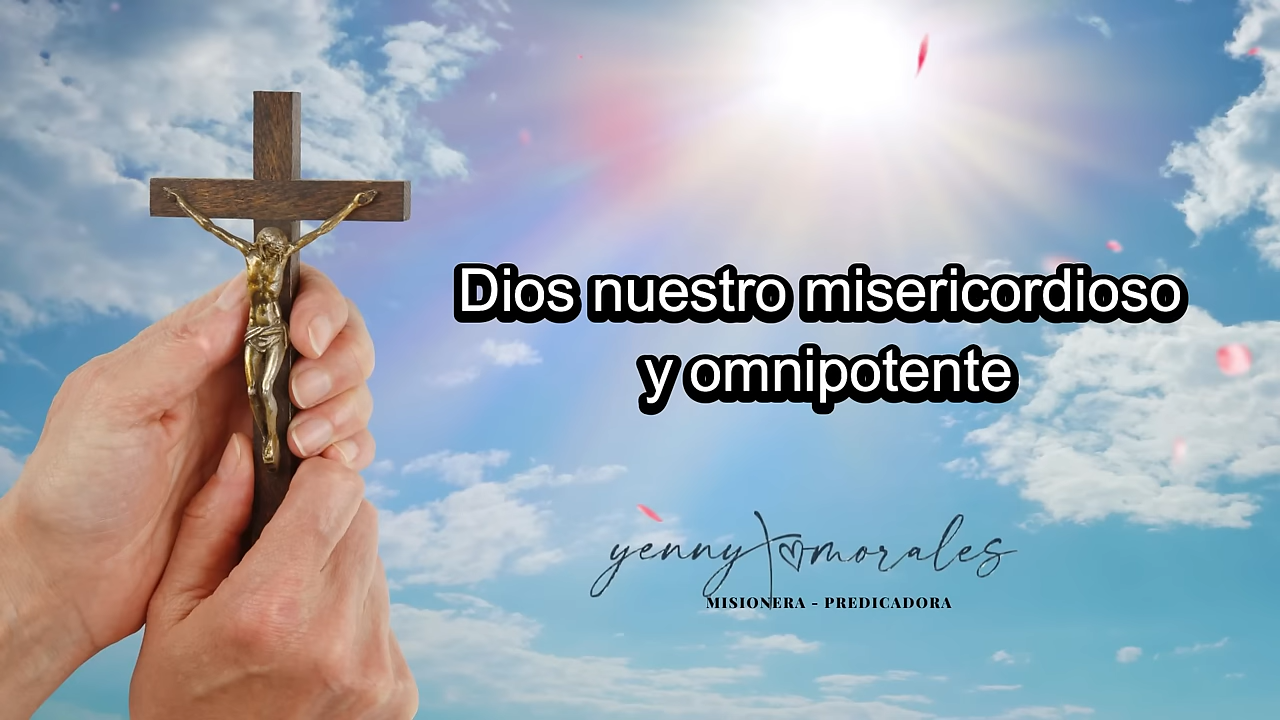 Dios nuestro misericordioso
y omnipotente
yenny morales
MISIONERA - PREDICADORA